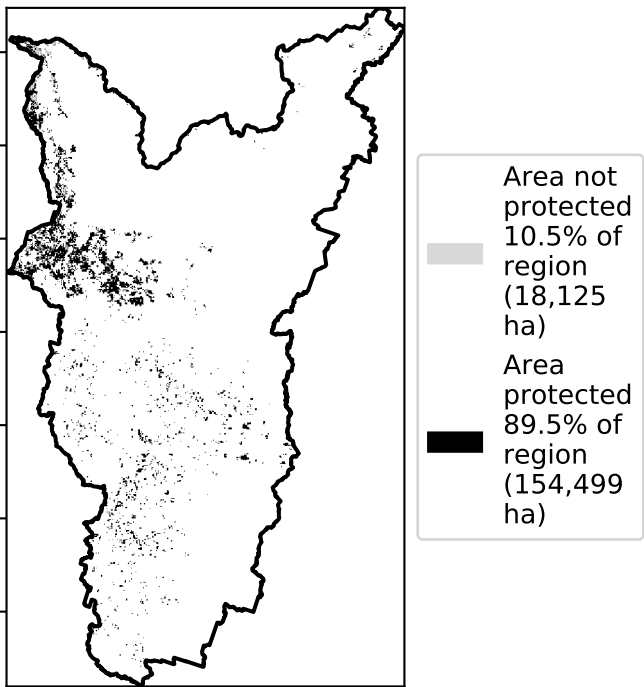 Area not
protected
10.5% of
region
(18,125
ha)
Area
protected
89.5% of
region
(154,499
ha)